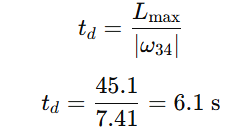 t_d = L_max / |ω_34|
t_d = 45.1 / 7.41 = 6.1 s